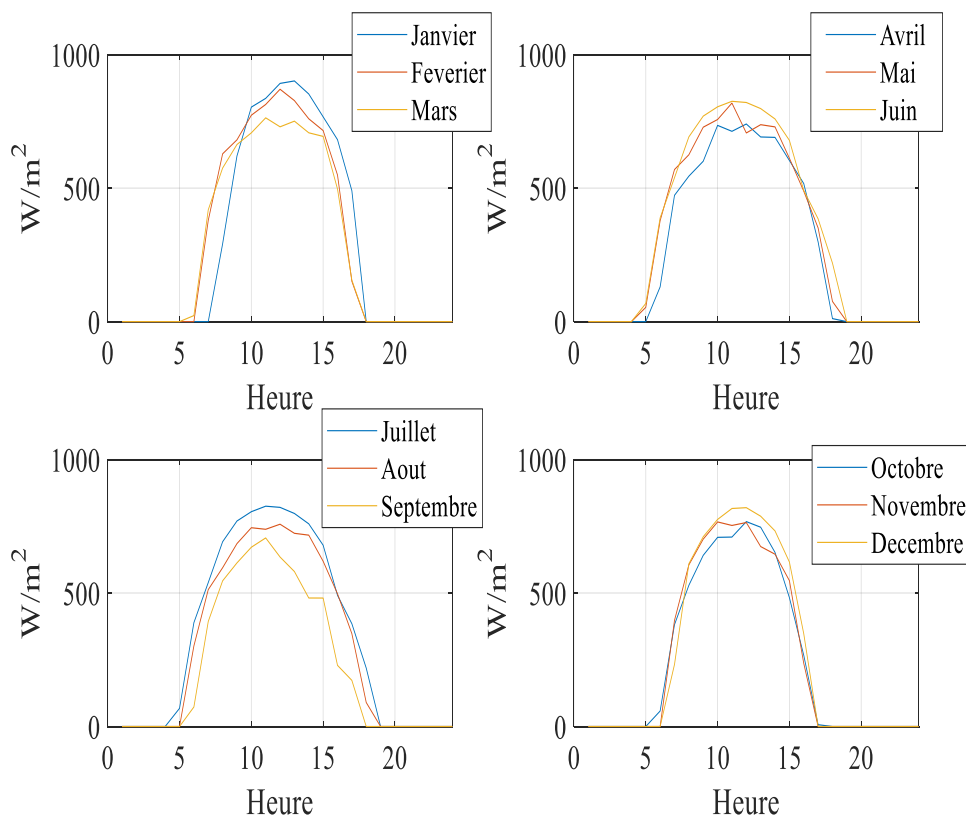 Janvier
Feverier
Mars
1000
500
0
W/m²
0 5 10 15 20
Heure
Avril
Mai
Juin
1000
500
0
W/m²
0 5 10 15 20
Heure
Juillet
Aout
Septembre
1000
500
0
W/m²
0 5 10 15 20
Heure
Octobre
Novembre
Decembre
1000
500
0
W/m²
0 5 10 15 20
Heure